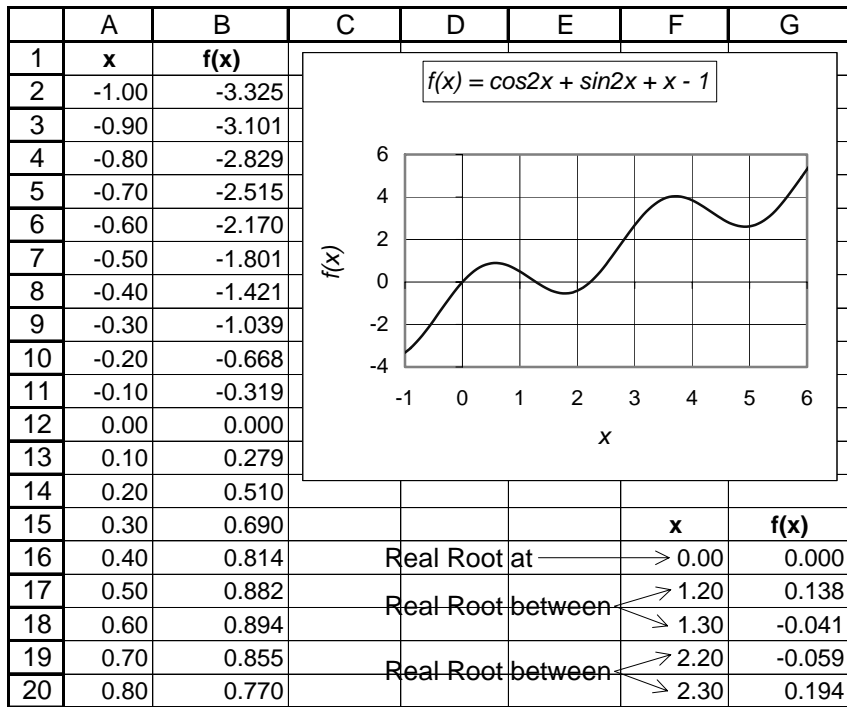 A B C D E F G
1 x f(x)
f(x) = cos2x + sin2x + x - 1
2 -1.00 -3.325
3 -0.90 -3.101
4 -0.80 -2.829
5 -0.70 -2.515
6 -0.60 -2.170
7 -0.50 -1.801
8 -0.40 -1.421
9 -0.30 -1.039
10 -0.20 -0.668
11 -0.10 -0.319
12 0.00 0.000
13 0.10 0.279
14 0.20 0.510
6
4
2
0
-2
-4
f(x)
-1 0 1 2 3 4 5 6
x
15 0.30 0.690 x f(x)
16 0.40 0.814 Real Root at 0.00 0.000
17 0.50 0.882 1.20 0.138
Real Root between
18 0.60 0.894 1.30 -0.041
19 0.70 0.855 2.20 -0.059
Real Root between
20 0.80 0.770 2.30 0.194